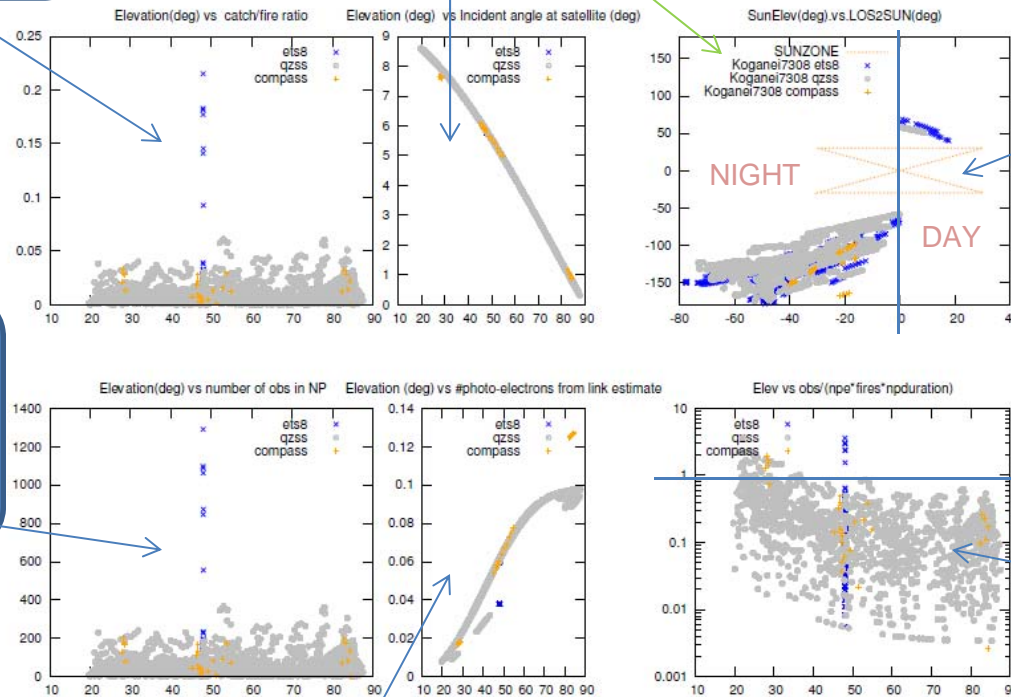 Elevation(deg) vs catch/fire ratio
0.25
0.2
0.15
0.1
0.05
0
10 20 30 40 50 60 70 80 90
ets8
qzss
compass
Elevation (deg) vs Incident angle at satellite (deg)
9
8
7
6
5
4
3
2
1
0
10 20 30 40 50 60 70 80 90
ets8
qzss
compass
SunElev(deg).vs.LOS2SUN(deg)
150
100
50
0
-50
-100
-150
-80 -60 -40 -20 0 20 4
SUNZONE
Koganei7308 ets8
Koganei7308 qzss
Koganei7308 compass
NIGHT
DAY
Elevation(deg) vs number of obs in NP
1400
1200
1000
800
600
400
200
0
10 20 30 40 50 60 70 80 90
ets8
qzss
compass
Elevation (deg) vs #photo-electrons from link estimate
0.14
0.12
0.1
0.08
0.06
0.04
0.02
0
10 20 30 40 50 60 70 80 90
ets8
qzss
compass
Elev vs obs/(npe*fires*npduration)
10
1
0.1
0.01
0.001
10 20 30 40 50 60 70 80 90
ets8
qzss
compass